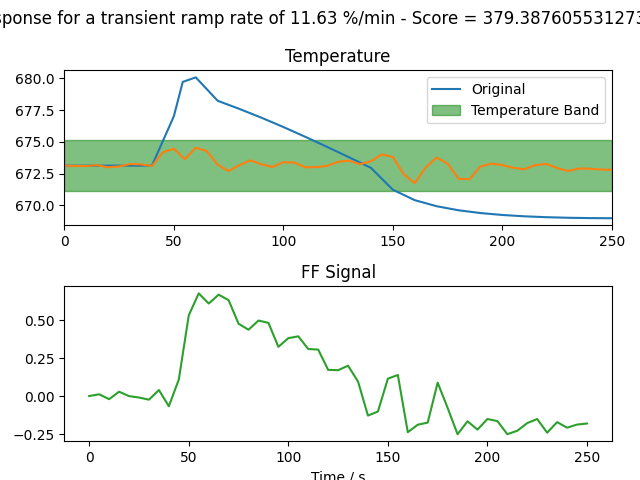 sponse for a transient ramp rate of 11.63 %/min - Score = 379.387605531273
Temperature
680.0
677.5
675.0
672.5
670.0
Original
Temperature Band
0 50 100 150 200 250
FF Signal
0.50
0.25
0.00
−0.25
0 50 100 150 200 250
Time / s